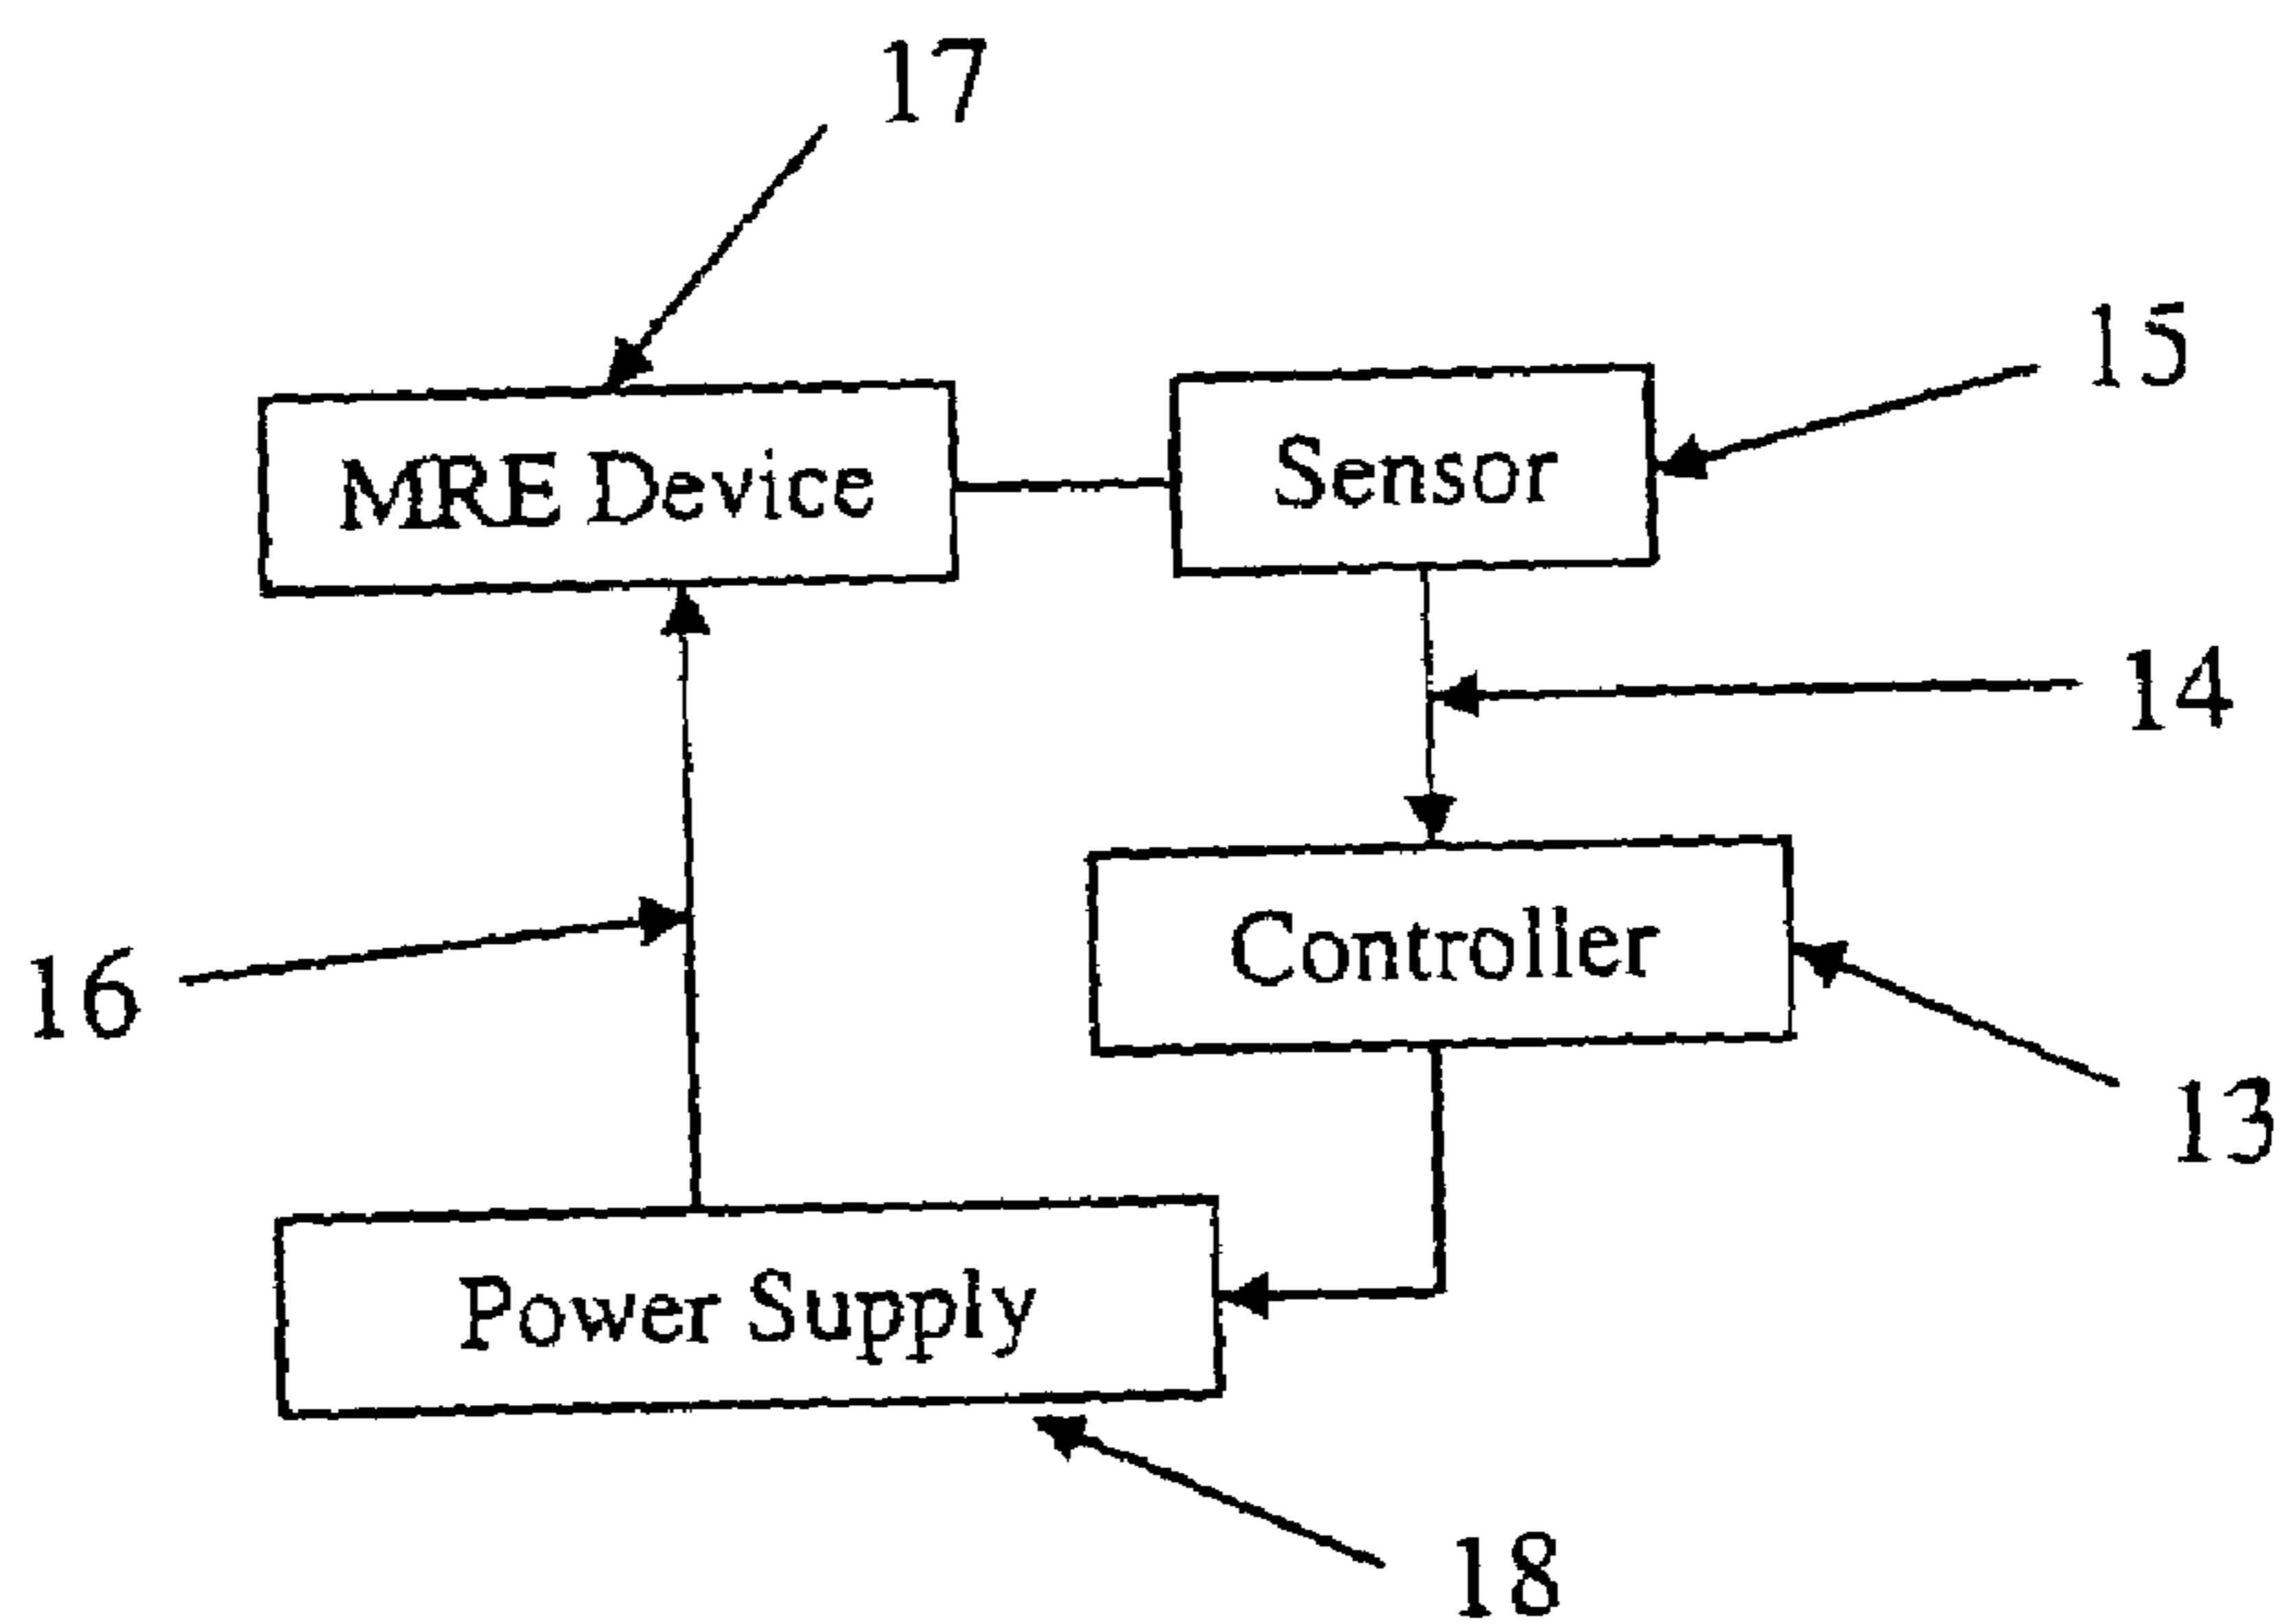 17
15
MRE Device
Sensor
14
16
Controller
13
Power Supply
18